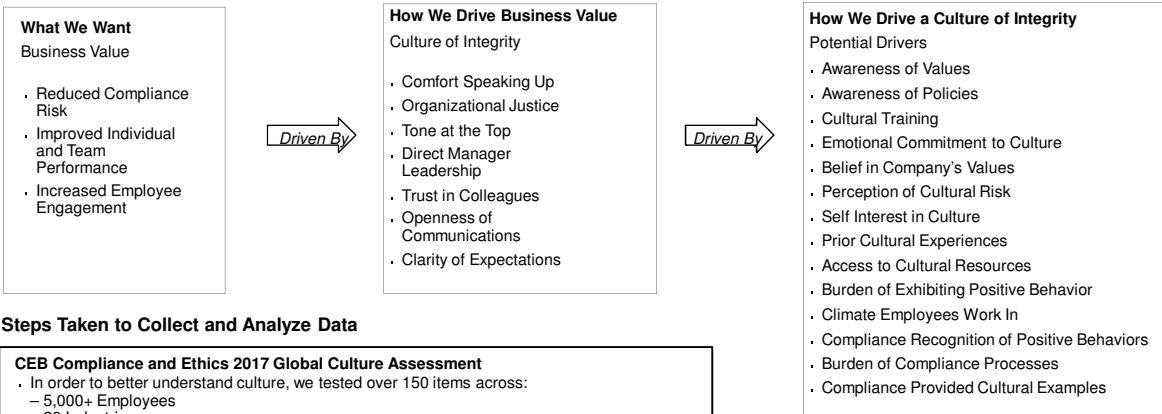 What We Want
Business Value
. Reduced Compliance
Risk
. Improved Individual
and Team
Performance
. Increased Employee
Engagement
Driven By
How We Drive Business Value
Culture of Integrity
. Comfort Speaking Up
. Organizational Justice
. Tone at the Top
. Direct Manager
Leadership
. Trust in Colleagues
. Openness of
Communications
. Clarity of Expectations
Driven By
How We Drive a Culture of Integrity
Potential Drivers
. Awareness of Values
. Awareness of Policies
. Cultural Training
. Emotional Commitment to Culture
. Belief in Company's Values
. Perception of Cultural Risk
. Self Interest in Culture
. Prior Cultural Experiences
. Access to Cultural Resources
. Burden of Exhibiting Positive Behavior
. Climate Employees Work In
. Compliance Recognition of Positive Behaviors
. Burden of Compliance Processes
. Compliance Provided Cultural Examples
Steps Taken to Collect and Analyze Data
CEB Compliance and Ethics 2017 Global Culture Assessment
. In order to better understand culture, we tested over 150 items across:
– 5,000+ Employees